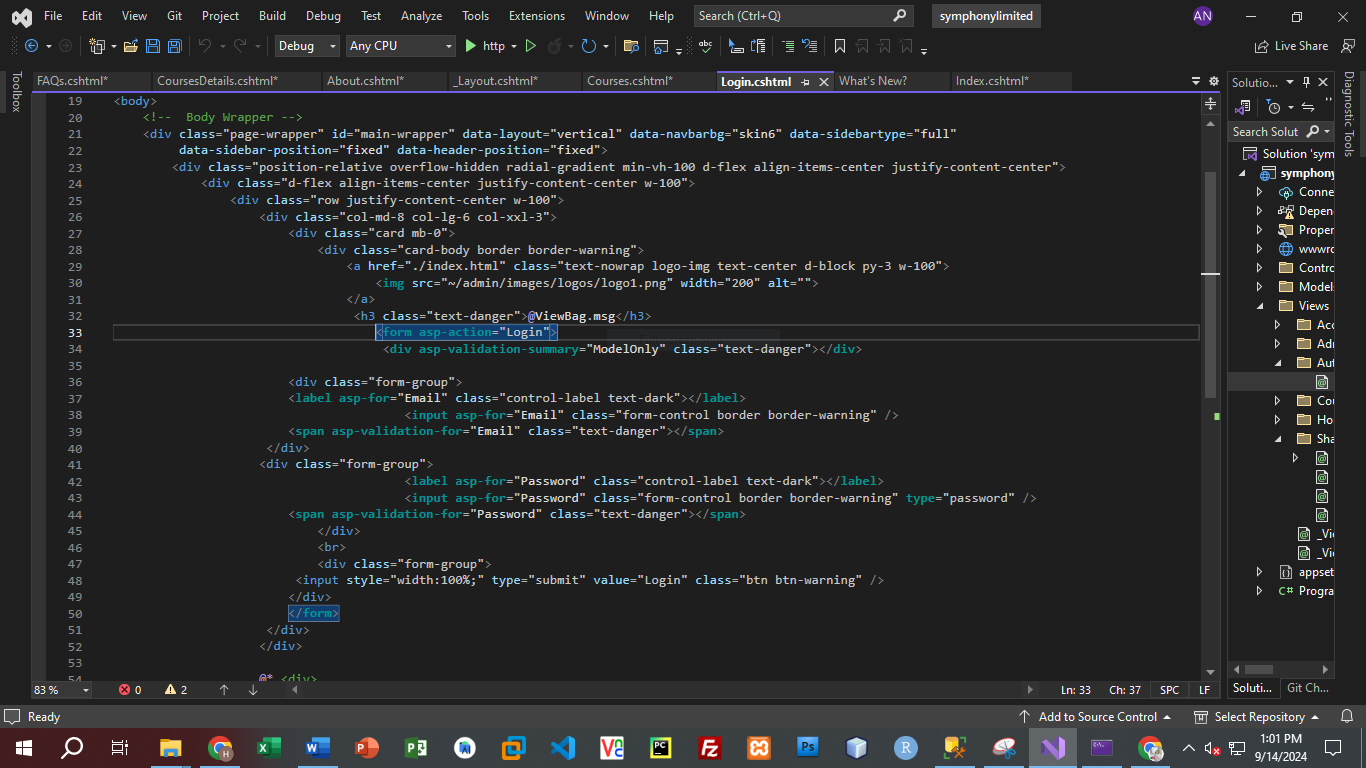 File Edit View Git Project Build Debug Test Analyze Tools Extensions Window Help Search (Ctrl+Q) symphonylimited AN
Debug Any CPU http Live Share
Toolbox
FAQs.cshtml* CoursesDetails.cshtml* About.cshtml* _Layout.cshtml* Courses.cshtml* Login.cshtml What's New? Index.cshtml*
19 <body>
20 <!-- Body Wrapper -->
21 <div class="page-wrapper" id="main-wrapper" data-layout="vertical" data-navbarbg="skin6" data-sidebartype="full"
22 data-sidebar-position="fixed" data-header-position="fixed">
23 <div class="position-relative overflow-hidden radial-gradient min-vh-100 d-flex align-items-center justify-content-center">
24 <div class="d-flex align-items-center justify-content-center w-100">
25 <div class="row justify-content-center w-100">
26 <div class="col-md-8 col-lg-6 col-xxl-3">
27 <div class="card mb-0">
28 <div class="card-body border border-warning">
29 <a href="./index.html" class="text-nowrap logo-img text-center d-block py-3 w-100">
30 <img src="~/admin/images/logos/logo1.png" width="200" alt="">
31 </a>
32 <h3 class="text-danger">@ViewBag.msg</h3>
33 <form asp-action="Login">
34 <div asp-validation-summary="ModelOnly" class="text-danger"></div>
35
36 <div class="form-group">
37 <label asp-for="Email" class="control-label text-dark"></label>
38 <input asp-for="Email" class="form-control border border-warning" />
39 <span asp-validation-for="Email" class="text-danger"></span>
40 </div>
41 <div class="form-group">
42 <label asp-for="Password" class="control-label text-dark"></label>
43 <input asp-for="Password" class="form-control border border-warning" type="password" />
44 <span asp-validation-for="Password" class="text-danger"></span>
45 </div>
46 <br>
47 <div class="form-group">
48 <input style="width:100%;" type="submit" value="Login" class="btn btn-warning" />
49 </div>
50 </form>
51 </div>
52 </div>
53
54 @* <div>
83 % 0 2 Ln: 33 Ch: 37 SPC LF
Solutio...
Search Solut
Solution 'sym
symphony
Conne
Depen
Proper
wwwro
Contro
Model
Views
Acc
Adr
Aut
Co
Ho
Sha
_Vi
_Vi
appset
Progra
Soluti... Git Ch...
Diagnostic Tools
Ready Add to Source Control Select Repository
1:01 PM
9/14/2024